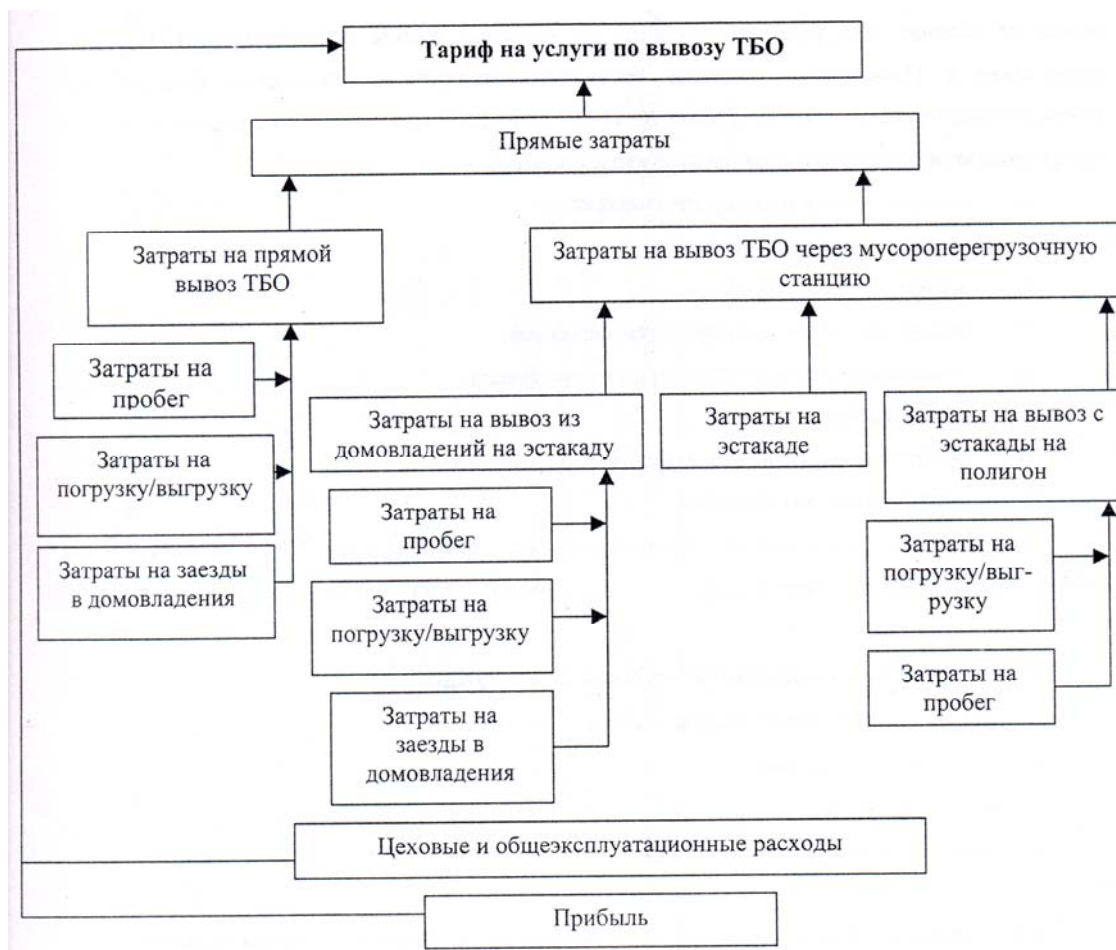 Тариф на услуги по вывозу ТБО
Прямые затраты
Затраты на прямой
вывоз ТБО
Затраты на вывоз ТБО через мусороперегрузочную
станцию
Затраты на
пробег
Затраты на
погрузку/выгрузку
Затраты на заезды
в домовладения
Затраты на вывоз из
домовладений на эстакаду
Затраты на
эстакаде
Затраты на вывоз с
эстакады на
полигон
Затраты на
пробег
Затраты на
погрузку/выгрузку
Затраты на
заезды в
домовладения
Затраты на
погрузку/выг-
рузку
Затраты на
пробег
Цеховые и общеэксплуатационные расходы
Прибыль